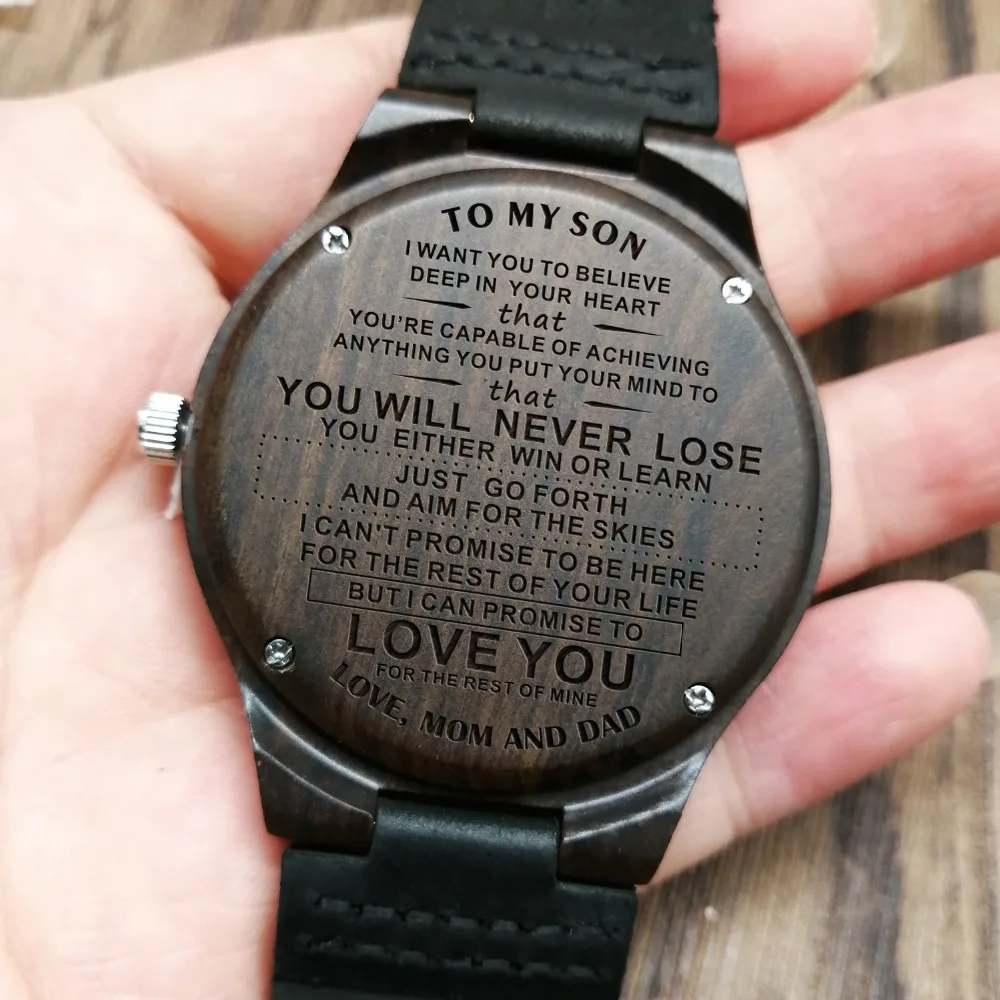 TO MY SON
I WANT YOU TO BELIEVE
DEEP IN YOUR HEART
that
YOU'RE CAPABLE OF ACHIEVING
ANYTHING YOU PUT YOUR MIND TO
that
YOU WILL NEVER LOSE
YOU EITHER WIN OR LEARN
JUST GO FORTH
AND AIM FOR THE SKIES
I CAN'T PROMISE TO BE HERE
FOR THE REST OF YOUR LIFE
BUT I CAN PROMISE TO
LOVE YOU
FOR THE REST OF MINE
LOVE, MOM AND DAD